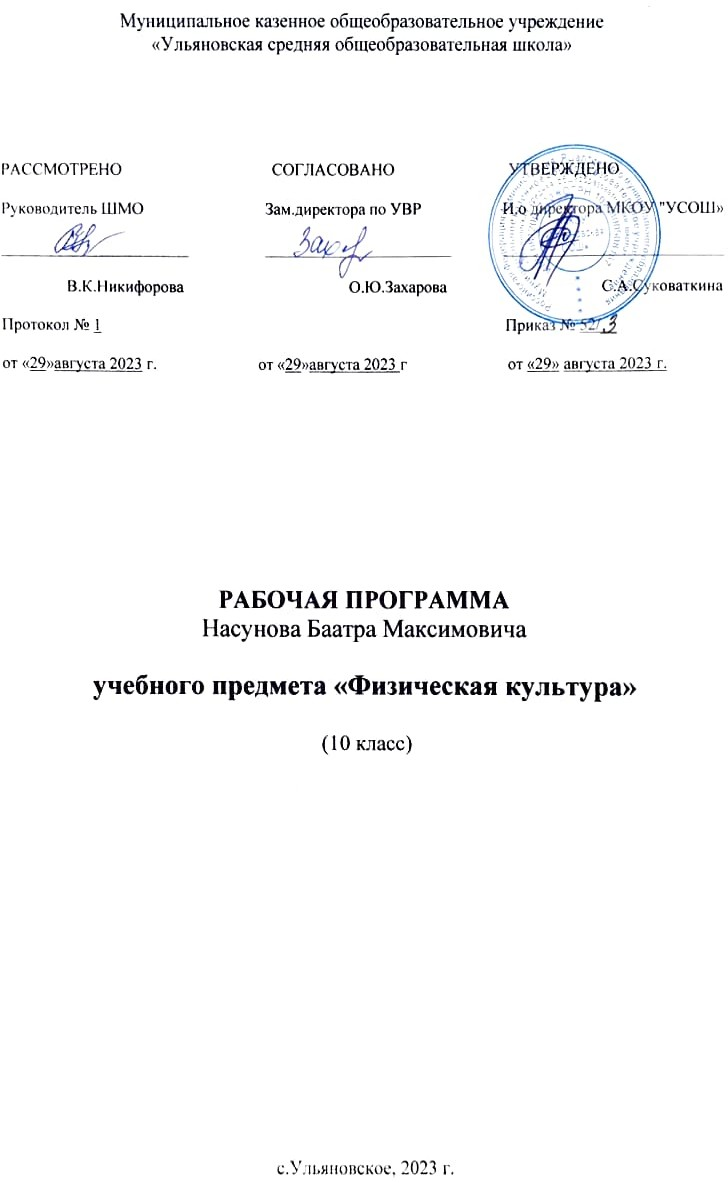 Муниципальное казенное общеобразовательное учреждение
«Ульяновская средняя общеобразовательная школа»
РАССМОТРЕНО СОГЛАСОВАНО УТВЕРЖДЕНО
Руководитель ШМО Зам.директора по УВР И.о директора МКОУ "УСОШ»
В.К.Никифорова О.Ю.Захарова С.А.Суковаткина
Протокол № 1 Приказ № 52/3
от «29»августа 2023 г. от «29»августа 2023 г от «29» августа 2023 г.
РАБОЧАЯ ПРОГРАММА
Насунова Баатра Максимовича
учебного предмета «Физическая культура»
(10 класс)
с.Ульяновское, 2023 г.